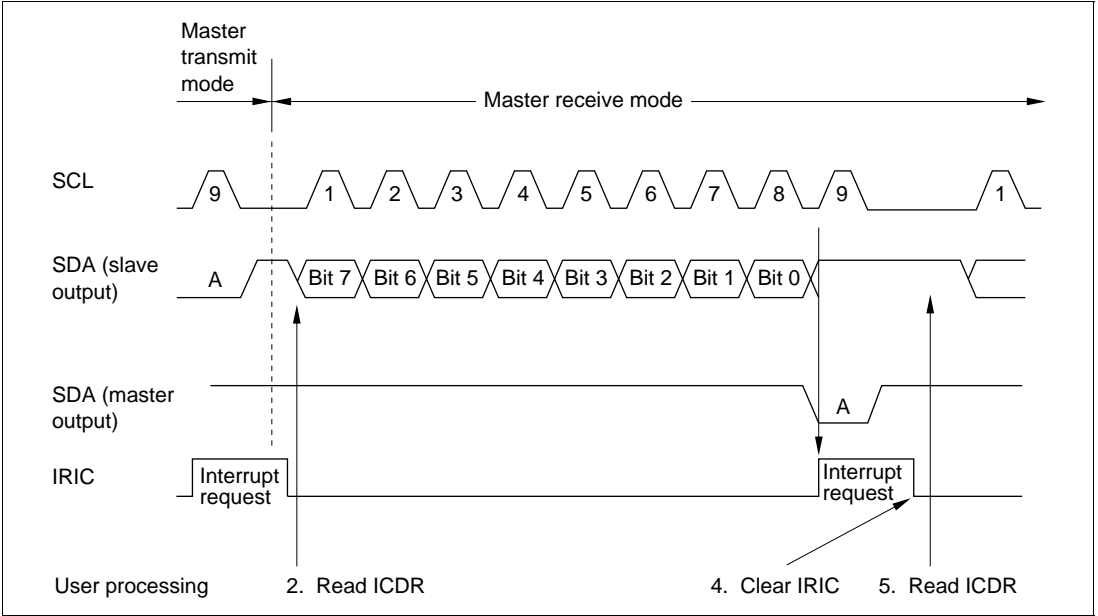 Master
transmit
mode
Master receive mode
SCL
9 1 2 3 4 5 6 7 8 9 1
SDA (slave
output)
A Bit 7 Bit 6 Bit 5 Bit 4 Bit 3 Bit 2 Bit 1 Bit 0
SDA (master
output)
A
IRIC
Interrupt
request
Interrupt
request
User processing 2. Read ICDR 4. Clear IRIC 5. Read ICDR